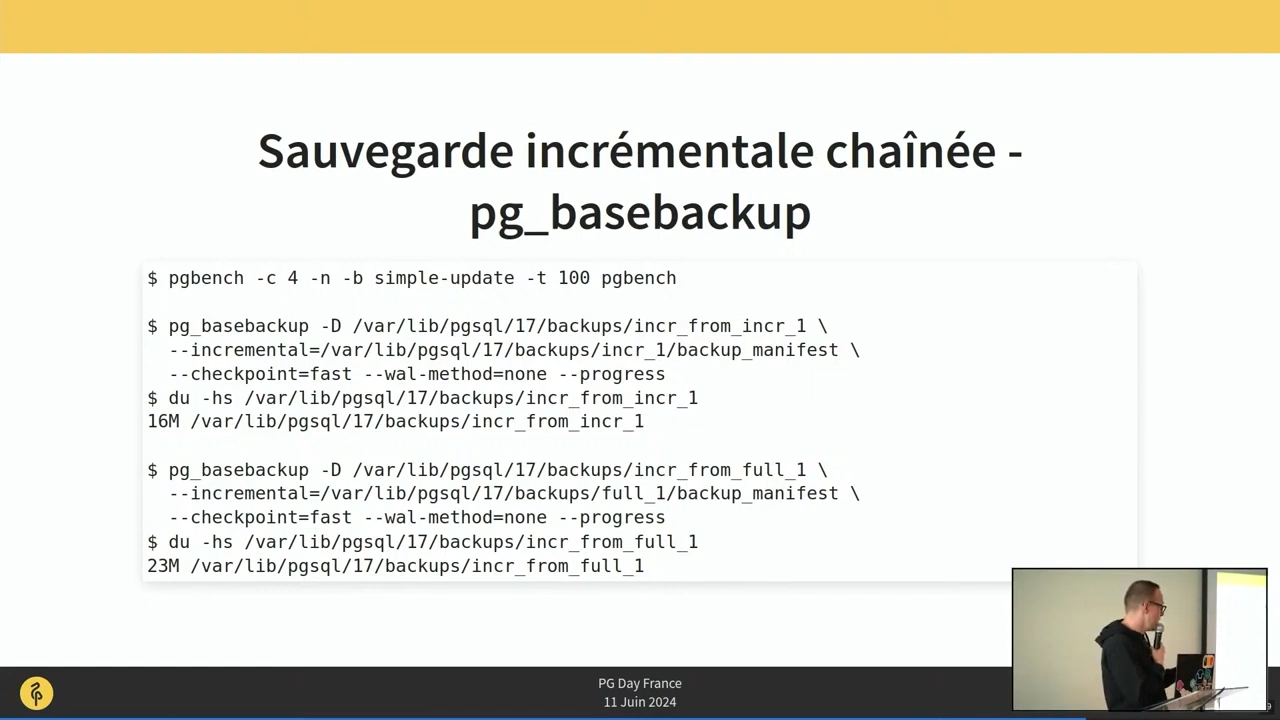 Sauvegarde incrémentale chaînée -
pg_basebackup
$ pgbench -c 4 -n -b simple-update -t 100 pgbench
$ pg_basebackup -D /var/lib/pgsql/17/backups/incr_from_incr_1 \
--incremental=/var/lib/pgsql/17/backups/incr_1/backup_manifest \
--checkpoint=fast --wal-method=none --progress
$ du -hs /var/lib/pgsql/17/backups/incr_from_incr_1
16M /var/lib/pgsql/17/backups/incr_from_incr_1
$ pg_basebackup -D /var/lib/pgsql/17/backups/incr_from_full_1 \
--incremental=/var/lib/pgsql/17/backups/full_1/backup_manifest \
--checkpoint=fast --wal-method=none --progress
$ du -hs /var/lib/pgsql/17/backups/incr_from_full_1
23M /var/lib/pgsql/17/backups/incr_from_full_1
PG Day France
11 Juin 2024